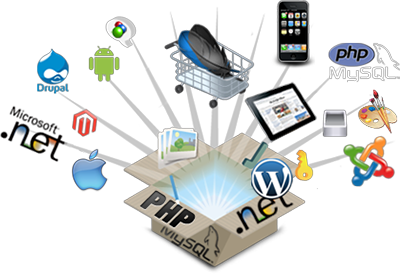 php
MySQL
Drupal
Microsoft
.net
W
PHP
MySQL
.net